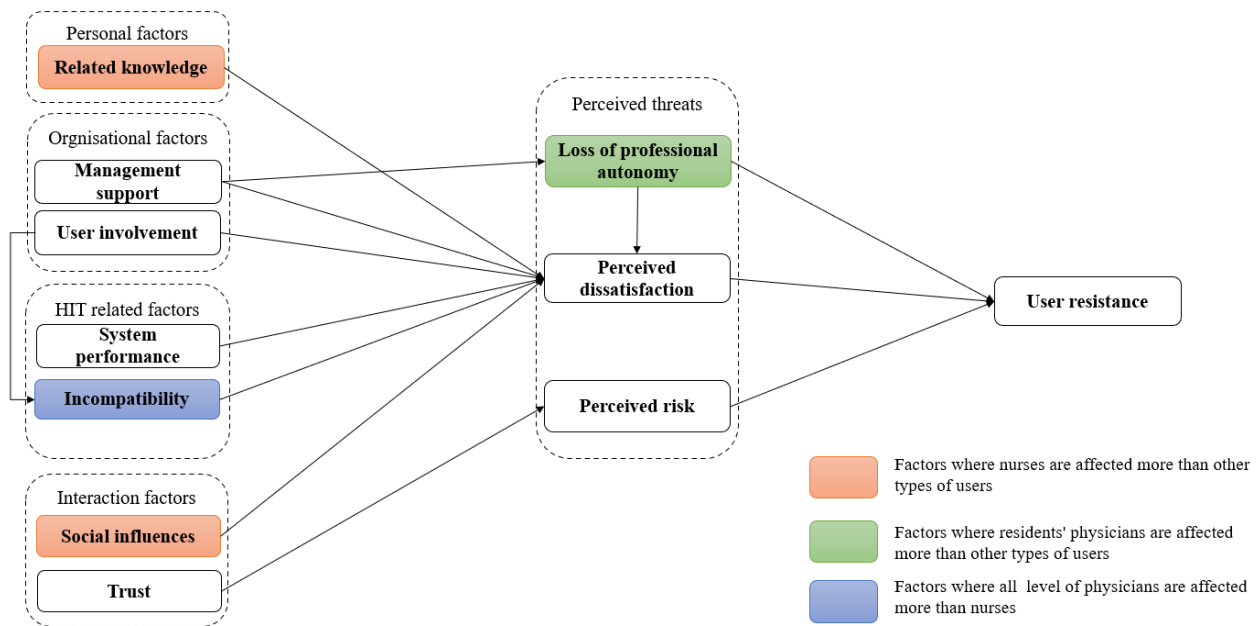 Personal factors
Related knowledge
Orgnisational factors
Management
support
User involvement
HIT related factors
System
performance
Incompatibility
Interaction factors
Social influences
Trust
Perceived threats
Loss of professional
autonomy
Perceived
dissatisfaction
Perceived risk
User resistance
Factors where nurses are affected more than other
types of users
Factors where residents' physicians are affected
more than other types of users
Factors where all level of physicians are affected
more than nurses